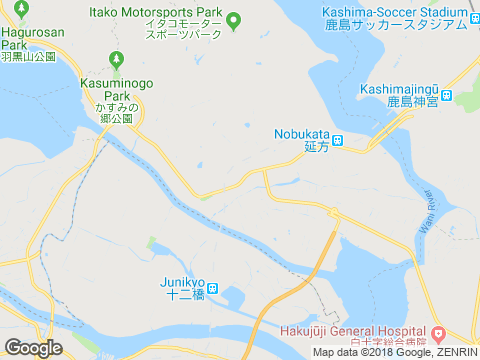 Itako Motorsports Park
イタコモーター
スポーツパーク
Kashima-Soccer Stadium
鹿島サッカースタジアム
Hagurosan
Park
羽黒山公園
Kasuminogo
Park
かすみの
郷公園
Kashimajingū
鹿島神宮
Nobukata
延方
Wani River
Junikyo
十二橋
Hakujūji General Hospital
白十字総合病院
Google
Map data ©2018 Google, ZENRIN